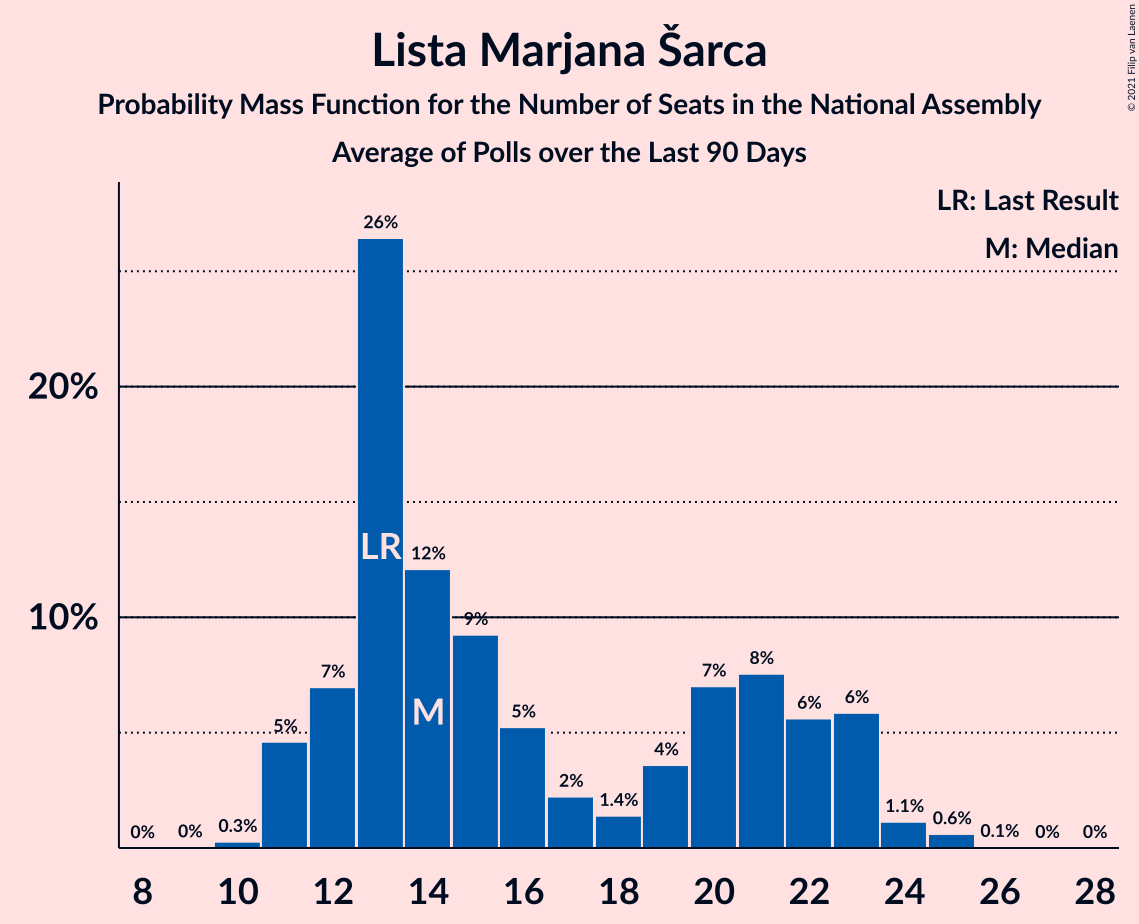 Lista Marjana Šarca
Probability Mass Function for the Number of Seats in the National Assembly
Average of Polls over the Last 90 Days
© 2021 Filip van Laenen
LR: Last Result
M: Median
20%
10%
0%
0%
0.3%
5%
7%
26%
12%
9%
5%
2%
1.4%
4%
7%
8%
6%
6%
1.1%
0.6%
0.1%
0%
0%
LR
M
8 10 12 14 16 18 20 22 24 26 28